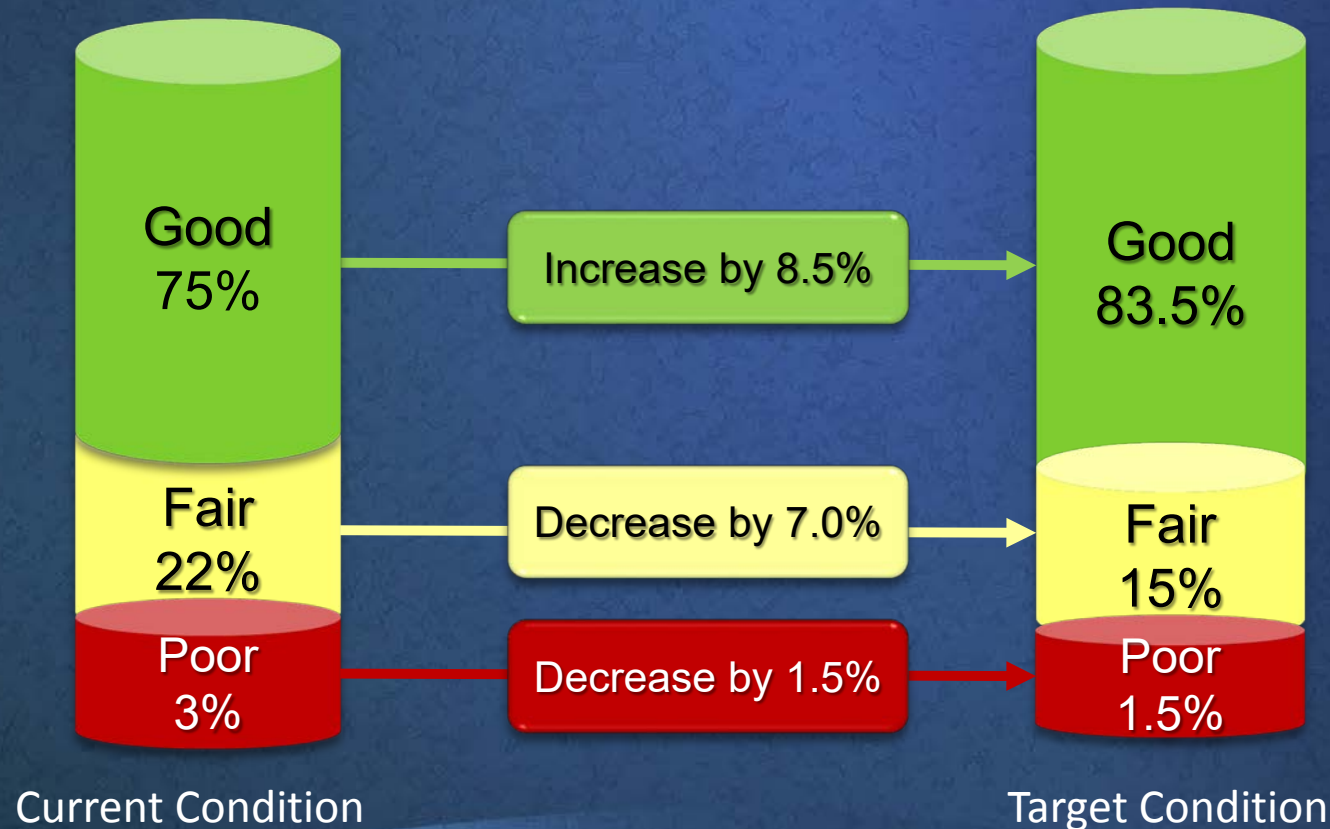 Good
75%
Increase by 8.5%
Good
83.5%
Fair
22%
Decrease by 7.0%
Fair
15%
Poor
3%
Decrease by 1.5%
Poor
1.5%
Current Condition
Target Condition